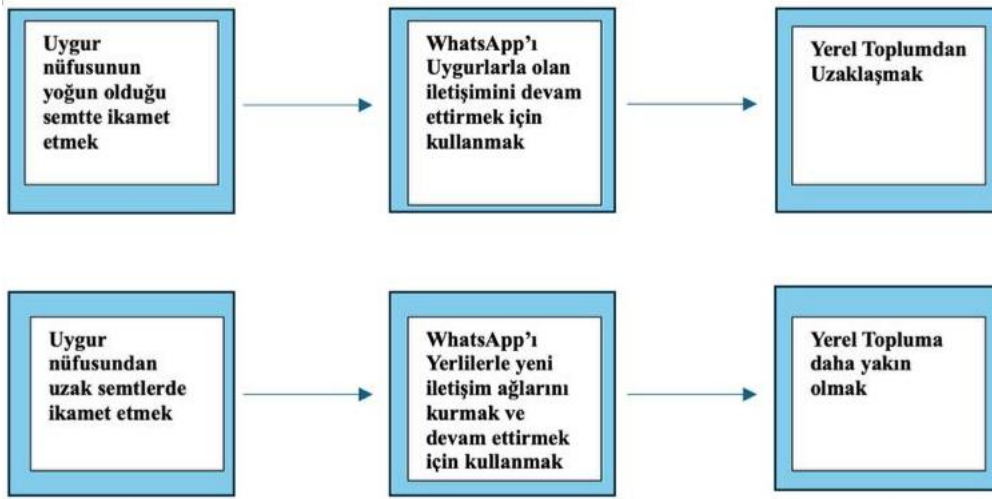 Uygur
nüfusunun
yoğun olduğu
semtte ikamet
etmek
WhatsApp’ı
Uygurlarla olan
iletişimini devam
ettirmek için
kullanmak
Yerel Toplumdan
Uzaklaşmak
Uygur
nüfusundan
uzak semtlerde
ikamet etmek
WhatsApp’ı
Yerlilerle yeni
iletişim ağlarını
kurmak ve
devam ettirmek
için kullanmak
Yerel Topluma
daha yakın
olmak